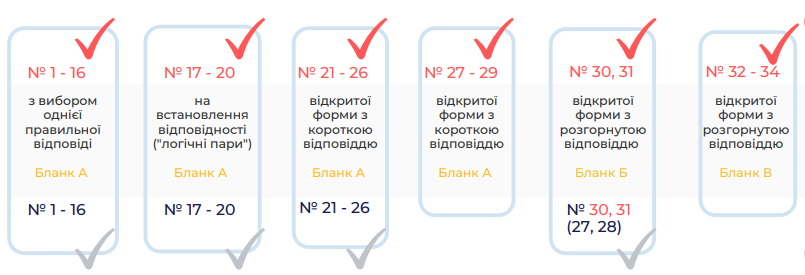 № 1 - 16
з вибором
однієї
правильної
відповіді
Бланк А
№ 1 - 16
№ 17 - 20
на
встановлення
відповідності
("логічні пари")
Бланк А
№ 17 - 20
№ 21 - 26
відкритої
форми з
короткою
відповіддю
Бланк А
№ 21 - 26
№ 27 - 29
відкритої
форми з
короткою
відповіддю
Бланк А
№ 30, 31
відкритої
форми з
розгорнутою
відповіддю
Бланк Б
№ 30, 31
(27, 28)
№ 32 - 34
відкритої
форми з
розгорнутою
відповіддю
Бланк В